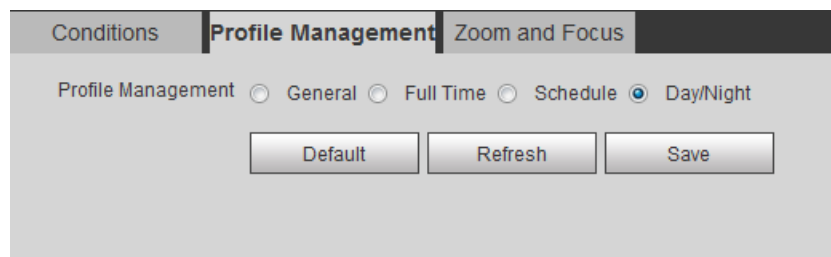 Conditions Profile Management Zoom and Focus
Profile Management General Full Time Schedule Day/Night
Default Refresh Save